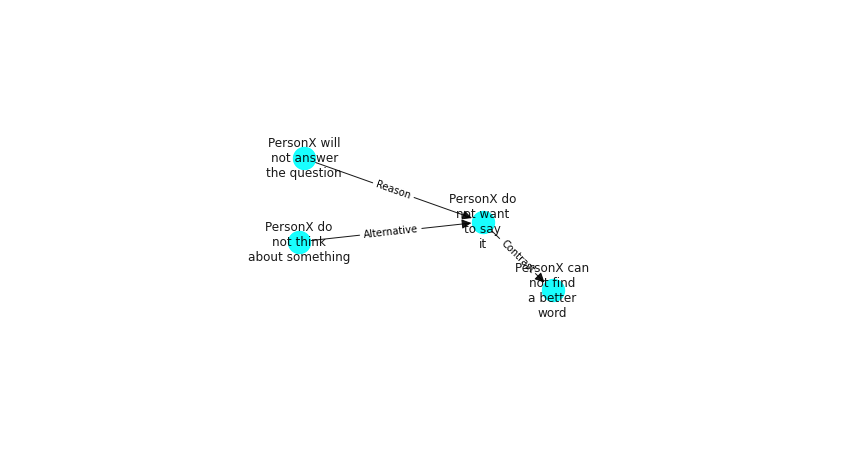 PersonX will
not answer
the question
Reason
PersonX do
not want
to say
it
PersonX do
not think
about something
Alternative
Contrast
PersonX can
not find
a better
word